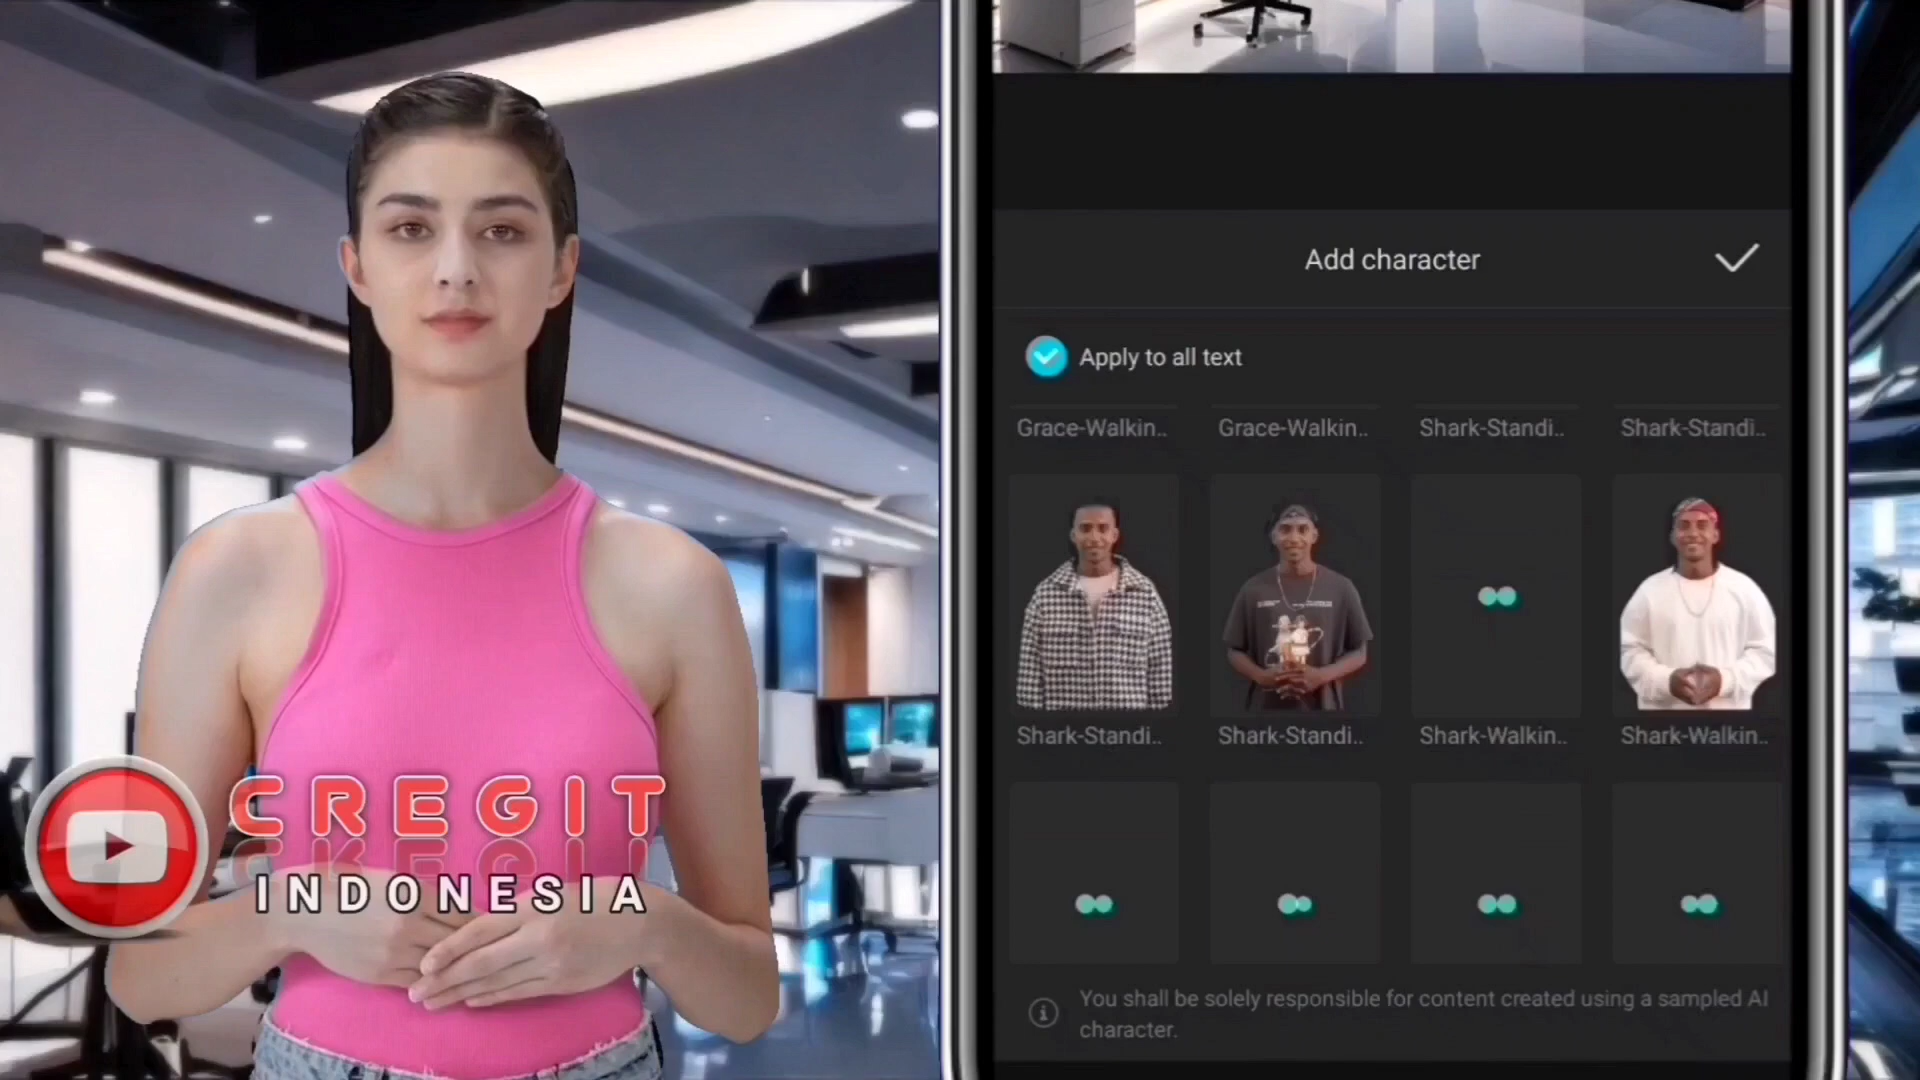 CREGIT
INDONESIA
Add character
Apply to all text
Grace-Walkin..
Grace-Walkin..
Shark-Standi..
Shark-Standi..
Shark-Standi..
Shark-Standi..
Shark-Walkin..
Shark-Walkin..
You shall be solely responsible for content created using a sampled AI
character.